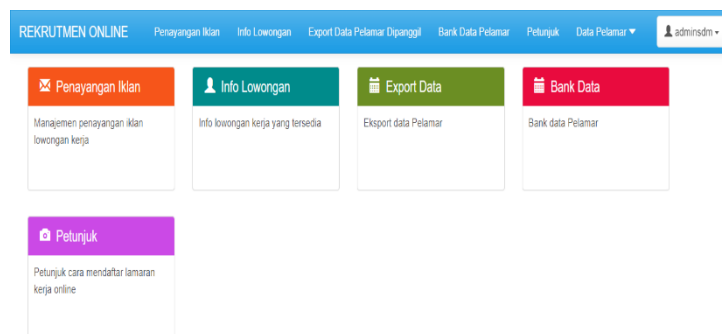 REKRUTMEN ONLINE Penayangan Iklan Info Lowongan Export Data Pelamar Dipanggil Bank Data Pelamar Petunjuk Data Pelamar adminsdm
Penayangan Iklan
Manajemen penayangan iklan
lowongan kerja
Info Lowongan
Info lowongan kerja yang tersedia
Export Data
Eksport data Pelamar
Bank Data
Bank data Pelamar
Petunjuk
Petunjuk cara mendaftar lamaran
kerja online